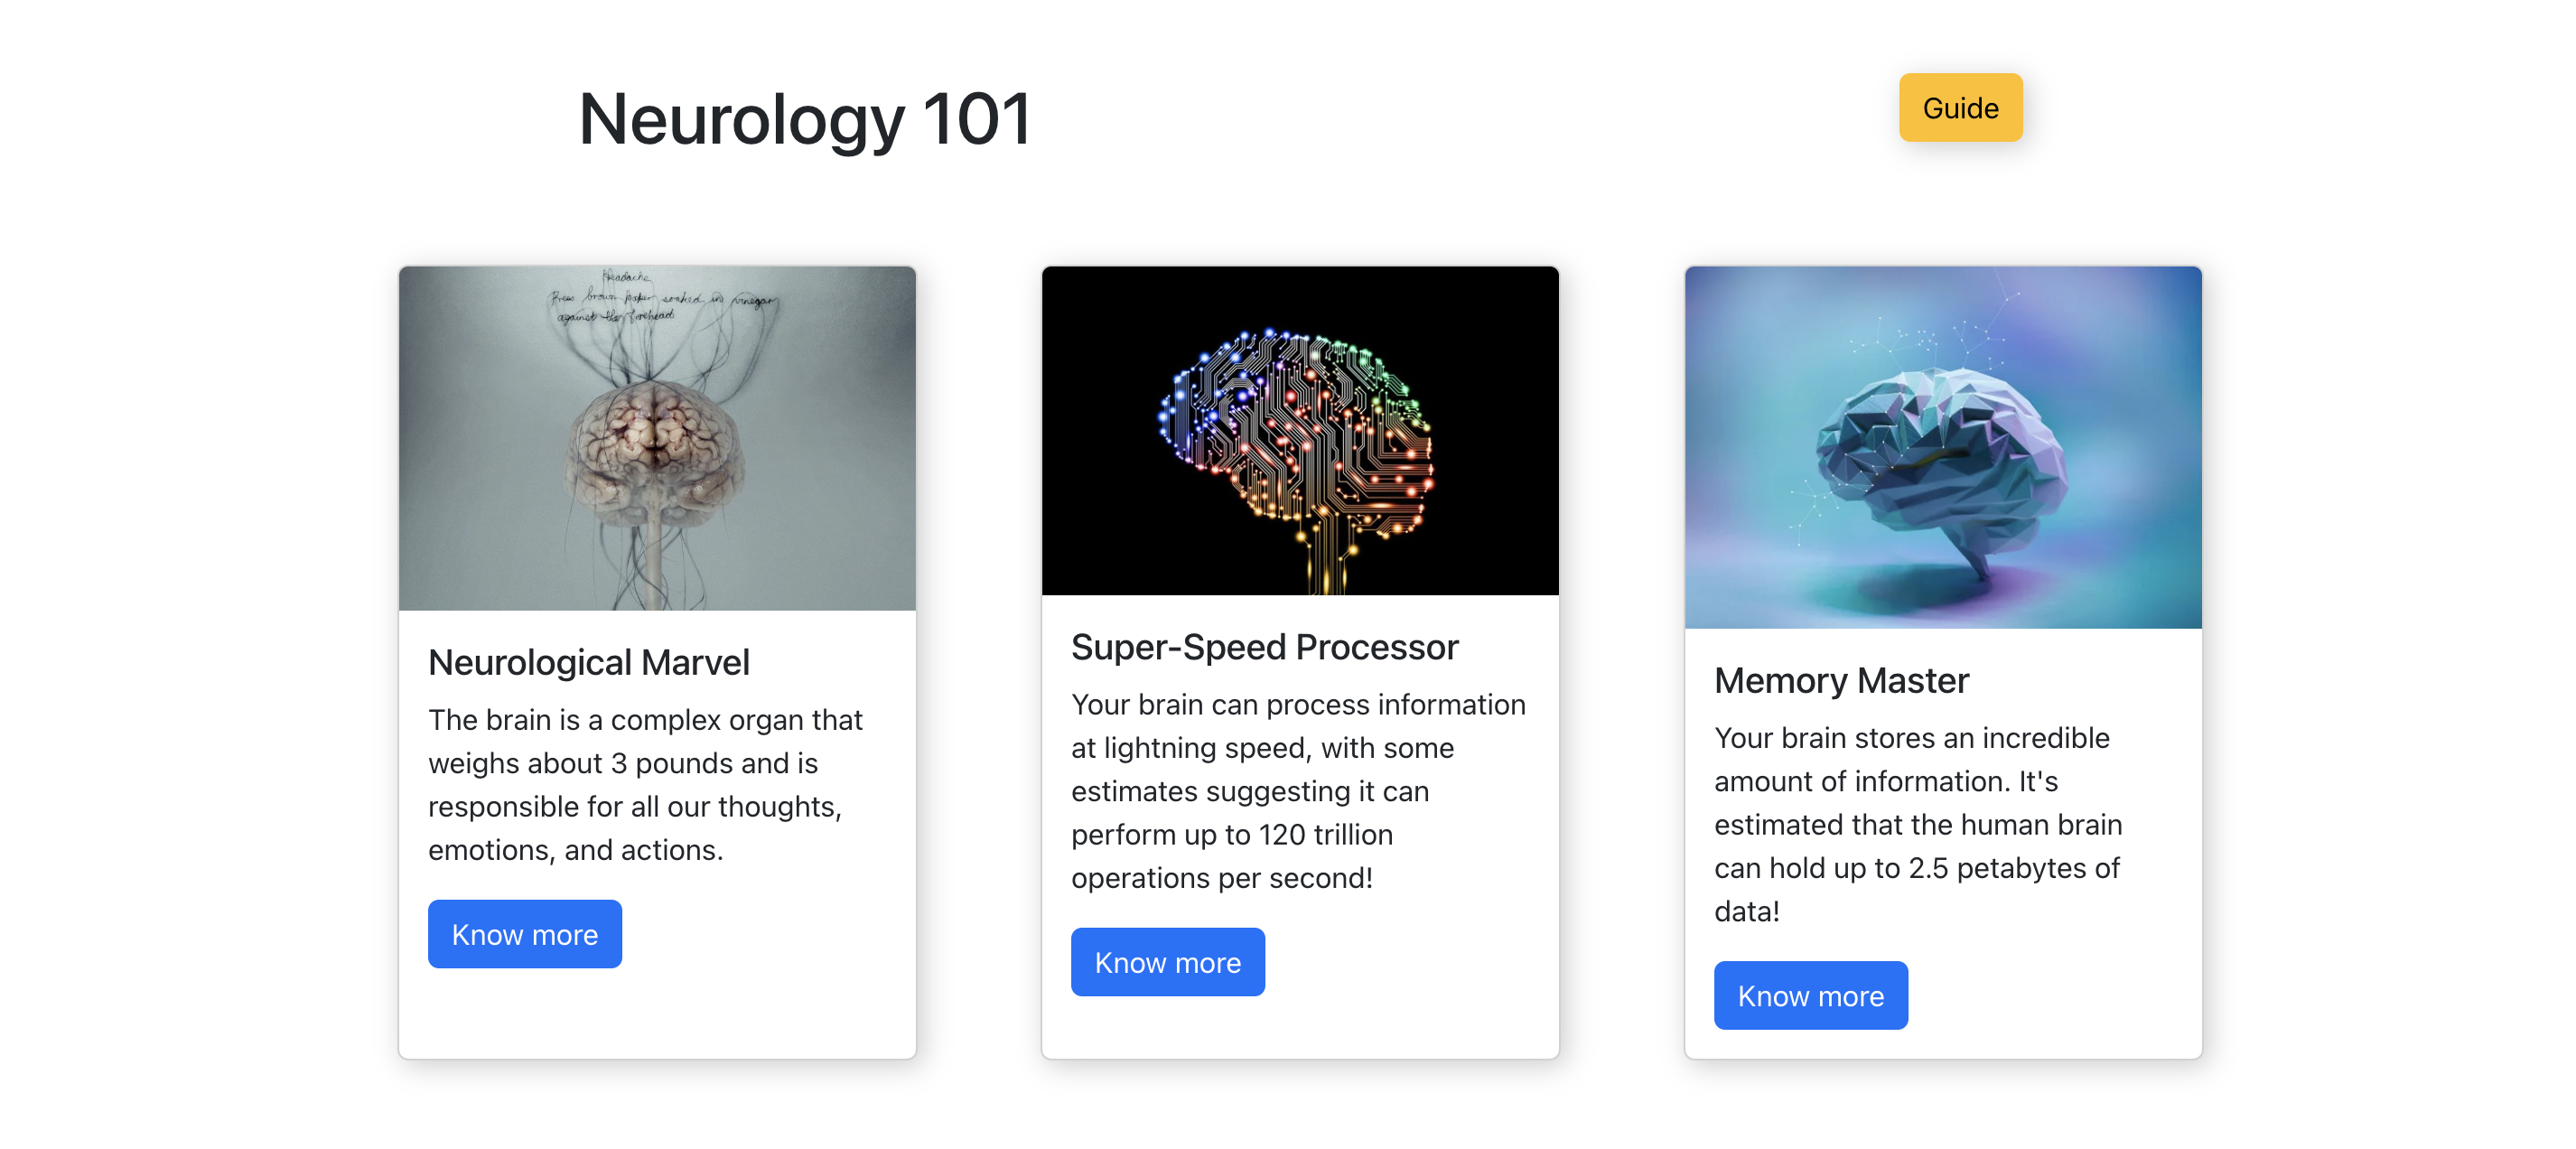 Neurology 101
Guide
Headache
Press brown paper soaked in vinegar
against the forehead
Neurological Marvel
The brain is a complex organ that
weighs about 3 pounds and is
responsible for all our thoughts,
emotions, and actions.
Know more
Super-Speed Processor
Your brain can process information
at lightning speed, with some
estimates suggesting it can
perform up to 120 trillion
operations per second!
Know more
Memory Master
Your brain stores an incredible
amount of information. It's
estimated that the human brain
can hold up to 2.5 petabytes of
data!
Know more